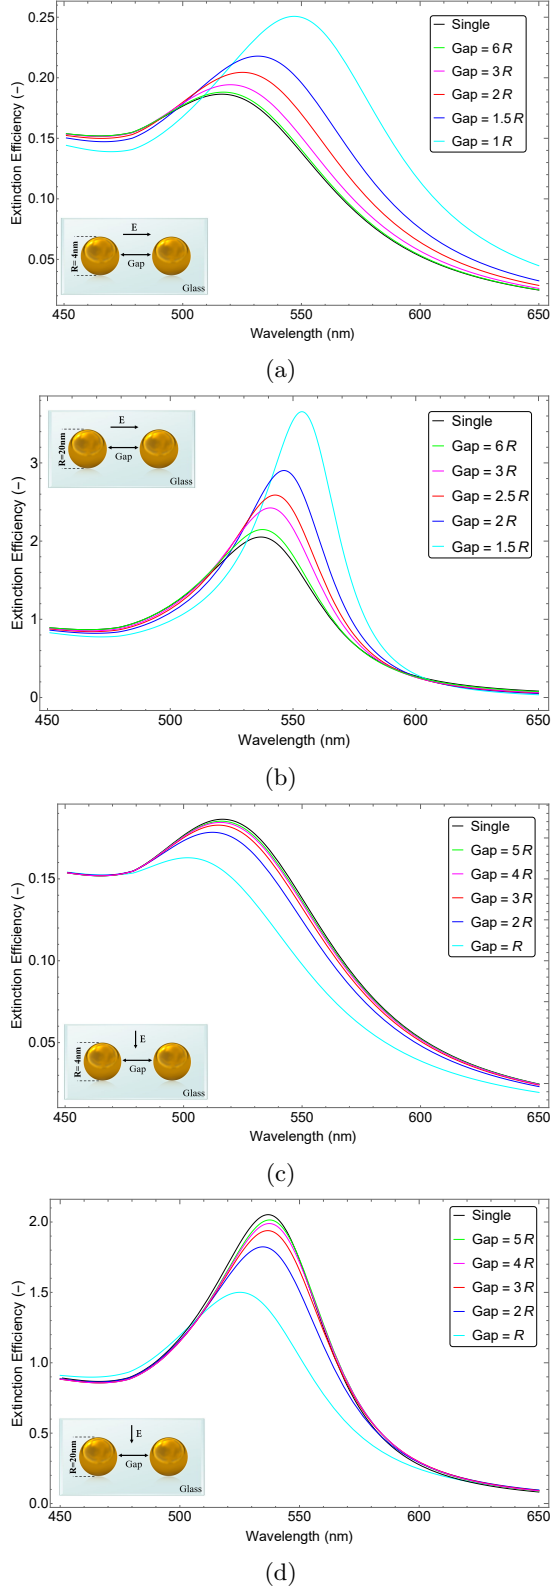 0.25
0.20
0.15
0.10
0.05
Extinction Efficiency (–)
Single
Gap = 6 R
Gap = 3 R
Gap = 2 R
Gap = 1.5 R
Gap = 1 R
E
R= 4nm
Gap
Glass
450
500
550
600
650
Wavelength (nm)
(a)
3
2
1
0
Extinction Efficiency (–)
E
R=20nm
Gap
Glass
Single
Gap = 6 R
Gap = 3 R
Gap = 2.5 R
Gap = 2 R
Gap = 1.5 R
450
500
550
600
650
Wavelength (nm)
(b)
0.15
0.10
0.05
Extinction Efficiency (–)
Single
Gap = 5 R
Gap = 4 R
Gap = 3 R
Gap = 2 R
Gap = R
E
R= 4nm
Gap
Glass
450
500
550
600
650
Wavelength (nm)
(c)
2.0
1.5
1.0
0.5
0.0
Extinction Efficiency (–)
Single
Gap = 5 R
Gap = 4 R
Gap = 3 R
Gap = 2 R
Gap = R
E
R=20nm
Gap
Glass
450
500
550
600
650
Wavelength (nm)
(d)